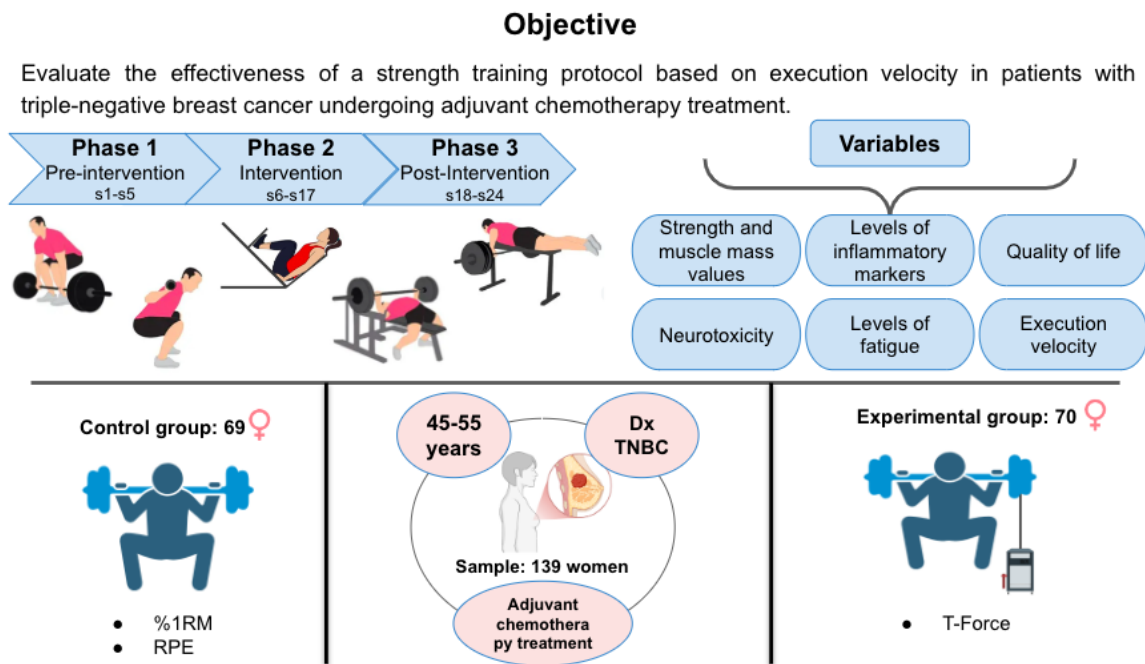 Objective
Evaluate the effectiveness of a strength training protocol based on execution velocity in patients with
triple-negative breast cancer undergoing adjuvant chemotherapy treatment.
Phase 1
Pre-intervention
s1-s5
Phase 2
Intervention
s6-s17
Phase 3
Post-Intervention
s18-s24
Variables
Strength and
muscle mass
values
Levels of
inflammatory
markers
Quality of life
Neurotoxicity
Levels of
fatigue
Execution
velocity
Control group: 69
● %1RM
● RPE
45-55
years
Dx
TNBC
Sample: 139 women
Adjuvant
chemothera
py treatment
Experimental group: 70
● T-Force